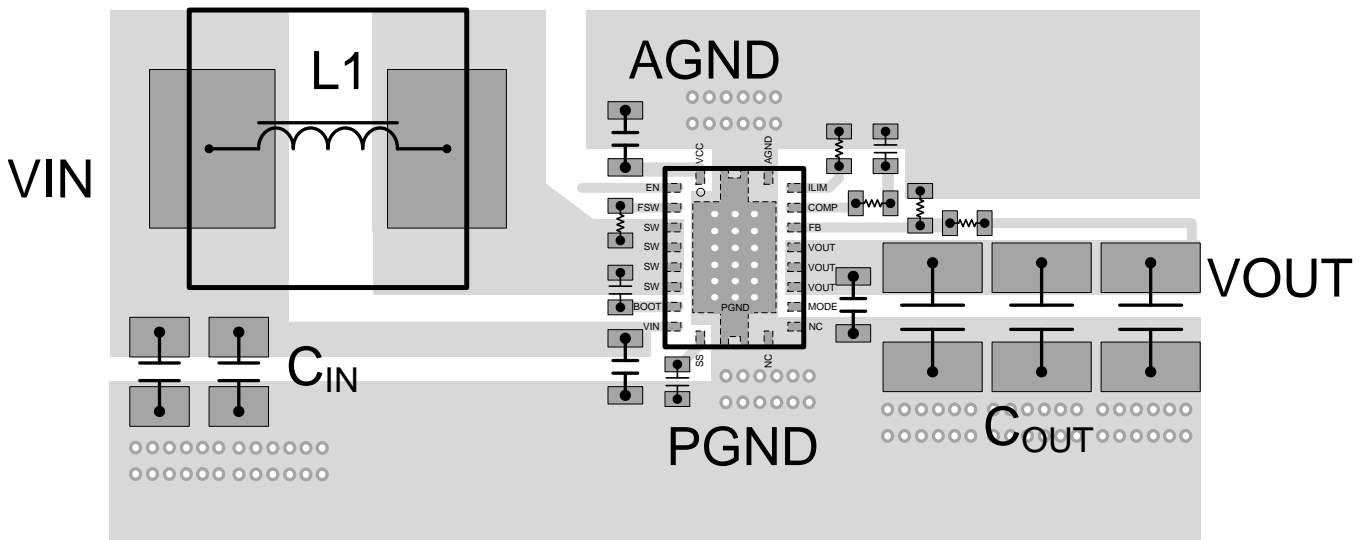 L1
AGND
VIN
VCC
AGND
EN
FSW
SW
SW
SW
SW
BOOT
VIN
ILIM
COMP
FB
VOUT
VOUT
VOUT
MODE
NC
PGND
SS
NC
VOUT
CIN
COUT
PGND